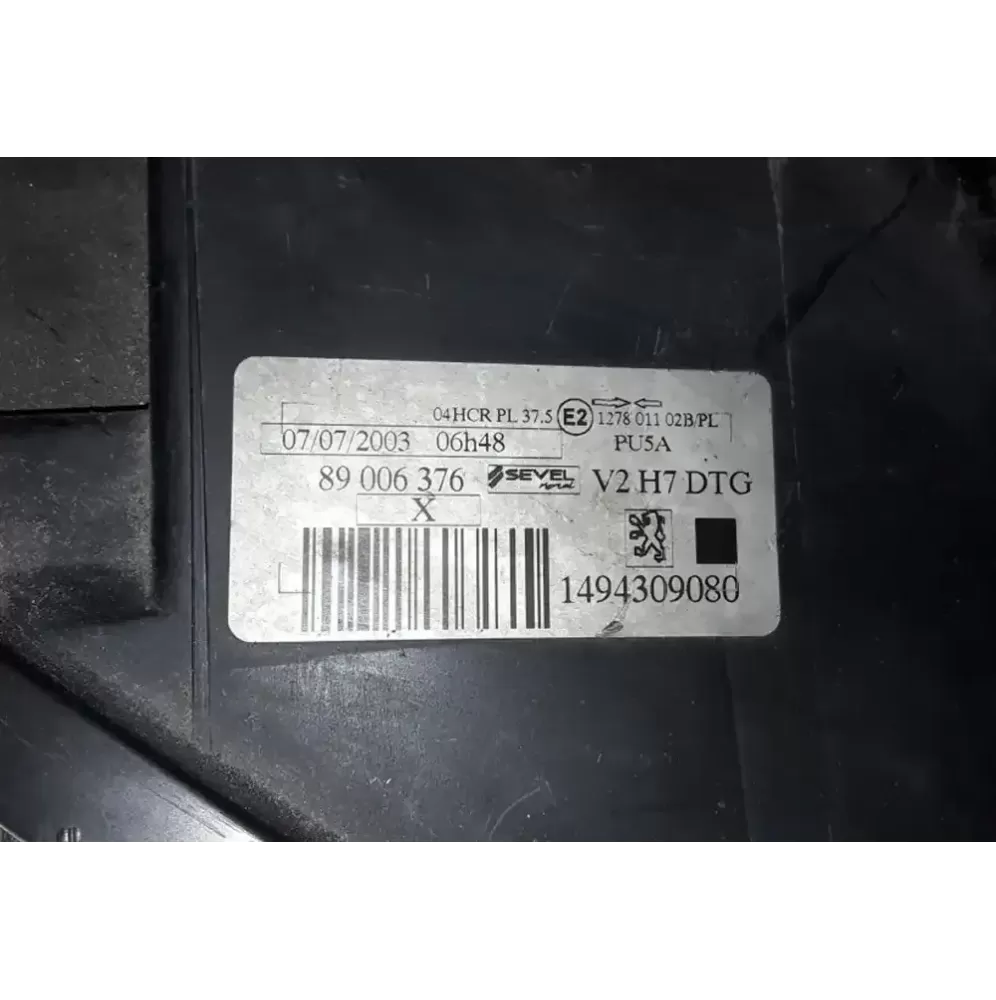 04HCR PL 37.5 E2 1278 011 02B/PL
07/07/2003 06h48 PU5A
89 006 376 SEVEL V2 H7 DTG
X
1494309080